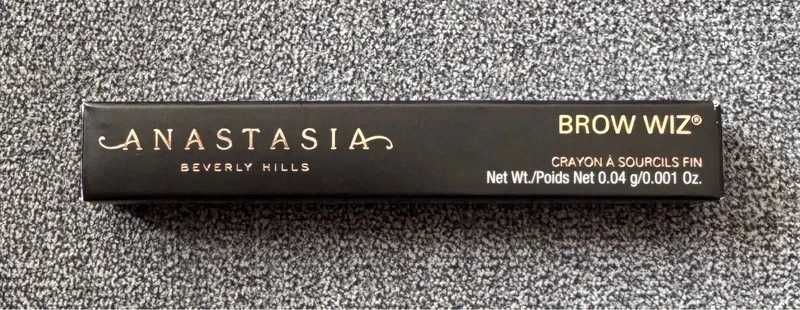 ANASTASIA
BEVERLY HILLS
BROW WIZ®
CRAYON À SOURCILS FIN
Net Wt./Poids Net 0.04 g/0.001 Oz.